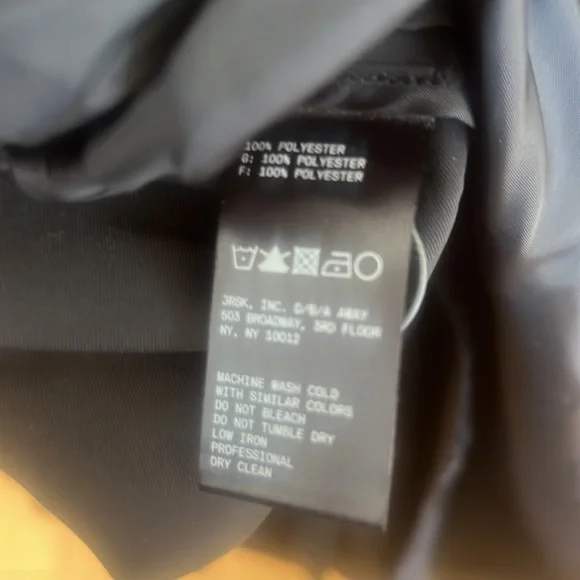 100% POLYESTER
G: 100% POLYESTER
F: 100% POLYESTER
JRSK, INC. D/B/A AWAY
503 BROADWAY, 3RD FLOOR
NY, NY 10012
MACHINE WASH COLD
WITH SIMILAR COLORS
DO NOT BLEACH
DO NOT TUMBLE DRY
LOW IRON
PROFESSIONAL
DRY CLEAN